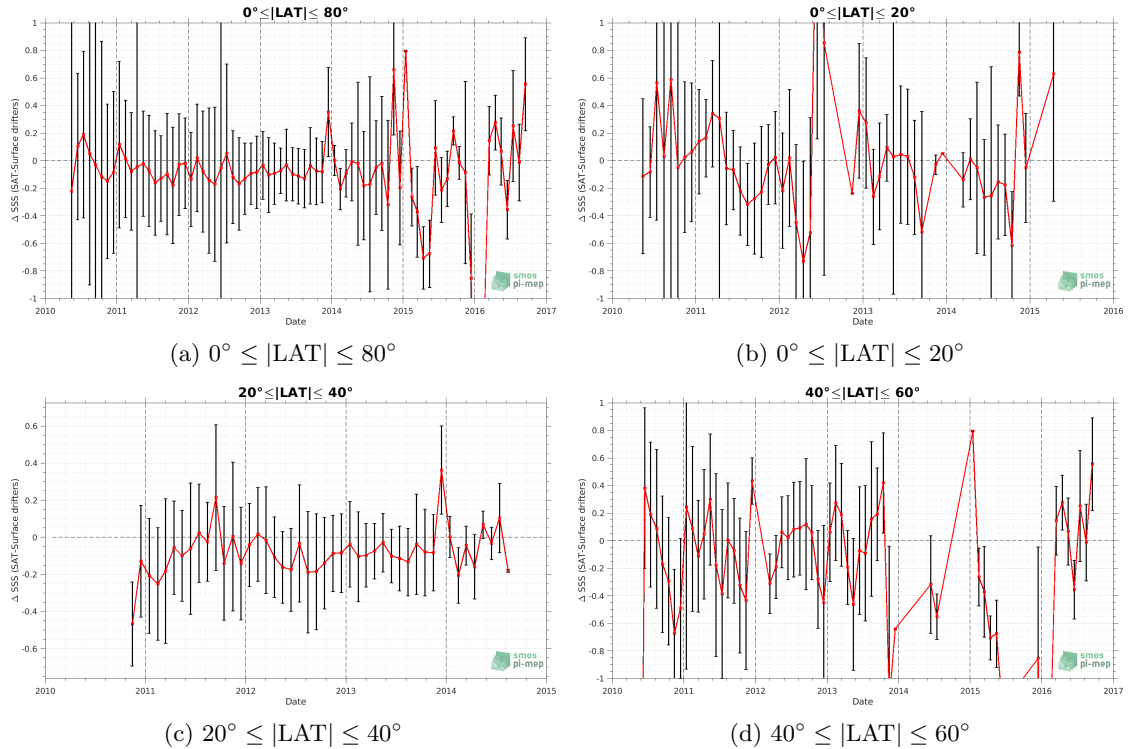 0°≤|LAT|≤ 80°
Δ SSS (SAT-Surface drifters)
1
0.8
0.6
0.4
0.2
0
-0.2
-0.4
-0.6
-0.8
-1
2010 2011 2012 2013 2014 2015 2016 2017
Date
smos
pi-mep
(a) 0° ≤ |LAT| ≤ 80°
0°≤|LAT|≤ 20°
Δ SSS (SAT-Surface drifters)
1
0.8
0.6
0.4
0.2
0
-0.2
-0.4
-0.6
-0.8
-1
2010 2011 2012 2013 2014 2015 2016
Date
smos
pi-mep
(b) 0° ≤ |LAT| ≤ 20°
20°≤|LAT|≤ 40°
Δ SSS (SAT-Surface drifters)
0.6
0.4
0.2
0
-0.2
-0.4
-0.6
2010 2011 2012 2013 2014 2015
Date
smos
pi-mep
(c) 20° ≤ |LAT| ≤ 40°
40°≤|LAT|≤ 60°
Δ SSS (SAT-Surface drifters)
1
0.8
0.6
0.4
0.2
0
-0.2
-0.4
-0.6
-0.8
-1
2010 2011 2012 2013 2014 2015 2016 2017
Date
smos
pi-mep
(d) 40° ≤ |LAT| ≤ 60°